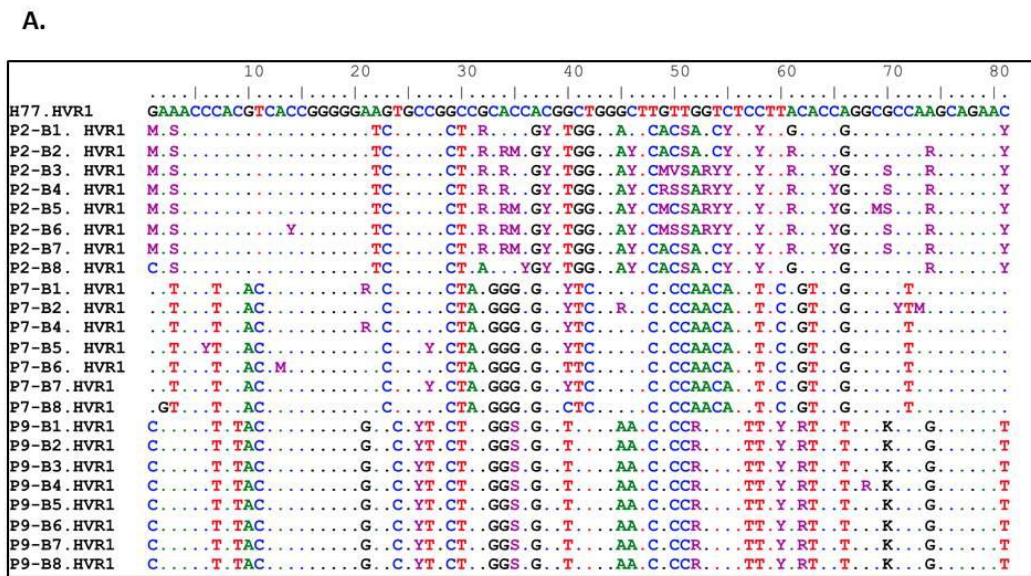 A.
10 20 30 40 50 60 70 80
H77.HVR1 GAAACCCACGTCACCGGGGGAAGTGCCGGCCGCACCACGGCTGGGCTTGTTGGTCTCCTTACACCAGGCGCCAAGCAGAAC
P2-B1. HVR1 M.S..................TC.....CT.R....GY.TGG..A..CACSA.CY..Y..G....G..............Y
P2-B2. HVR1 M.S..................TC.....CT.R.RM.GY.TGG..AY.CACSA.CY..Y..R....G.......R......Y
P2-B3. HVR1 M.S..................TC.....CT.R.R..GY.TGG..AY.CMVSARYY..Y..R...YG...S...R......Y
P2-B4. HVR1 M.S..................TC.....CT.R.R..GY.TGG..AY.CRSSARYY..Y..R...YG...S...R......Y
P2-B5. HVR1 M.S..................TC.....CT.R.RM.GY.TGG..AY.CMCSARYY..Y..R...YG..MS...R......Y
P2-B6. HVR1 M.S..........Y.......TC.....CT.R.RM.GY.TGG..AY.CMSSARYY..Y..R...YG...S...R......Y
P2-B7. HVR1 M.S..................TC.....CT.R.RM.GY.TGG..AY.CACSA.CY..Y..R...YG...S...R......Y
P2-B8. HVR1 C.S..................TC.....CT.A...YGY.TGG..AY.CACSA.CY..Y..G....G.......R......Y
P7-B1. HVR1 ..T...T..AC.........R.C.....CTA.GGG.G..YTC.....C.CCAACA..T.C.GT..G.....T.........
P7-B2. HVR1 ..T...T..AC...........C.....CTA.GGG.G..YTC..R..C.CCAACA..T.C.GT..G....YTM........
P7-B4. HVR1 ..T...T..AC.........R.C.....CTA.GGG.G..YTC.....C.CCAACA..T.C.GT..G.....T.........
P7-B5. HVR1 ..T..YT..AC...........C...Y.CTA.GGG.G..YTC.....C.CCAACA..T.C.GT..G.....T.........
P7-B6. HVR1 ..T...T..AC.M.........C.....CTA.GGG.G..TTC.....C.CCAACA..T.C.GT..G.....T.........
P7-B7.HVR1 ..T...T..AC...........C...Y.CTA.GGG.G..YTC.....C.CCAACA..T.C.GT..G.....T.........
P7-B8.HVR1 .GT...T..AC...........C.....CTA.GGG.G..CTC.....C.CCAACA..T.C.GT..G.....T.........
P9-B1.HVR1 C.....T.TAC.........G..C.YT.CT..GGS.G..T....AA.C.CCR....TT.Y.RT..T...K...G......T
P9-B2.HVR1 C.....T.TAC.........G..C.YT.CT..GGS.G..T....AA.C.CCR....TT.Y.RT..T...K...G......T
P9-B3.HVR1 C.....T.TAC.........G..C.YT.CT..GGS.G..T....AA.C.CCR....TT.Y.RT..T...K...G......T
P9-B4.HVR1 C.....T.TAC.........G..C.YT.CT..GGS.G..T....AA.C.CCR....TT.Y.RT..T.R.K...G......T
P9-B5.HVR1 C.....T.TAC.........G..C.YT.CT..GGS.G..T....AA.C.CCR....TT.Y.RT..T...K...G......T
P9-B6.HVR1 C.....T.TAC.........G..C.YT.CT..GGS.G..T....AA.C.CCR....TT.Y.RT..T...K...G......T
P9-B7.HVR1 C.....T.TAC.........G..C.YT.CT..GGS.G..T....AA.C.CCR....TT.Y.RT..T...K...G......T
P9-B8.HVR1 C.....T.TAC.........G..C.YT.CT..GGS.G..T....AA.C.CCR....TT.Y.RT..T...K...G......T